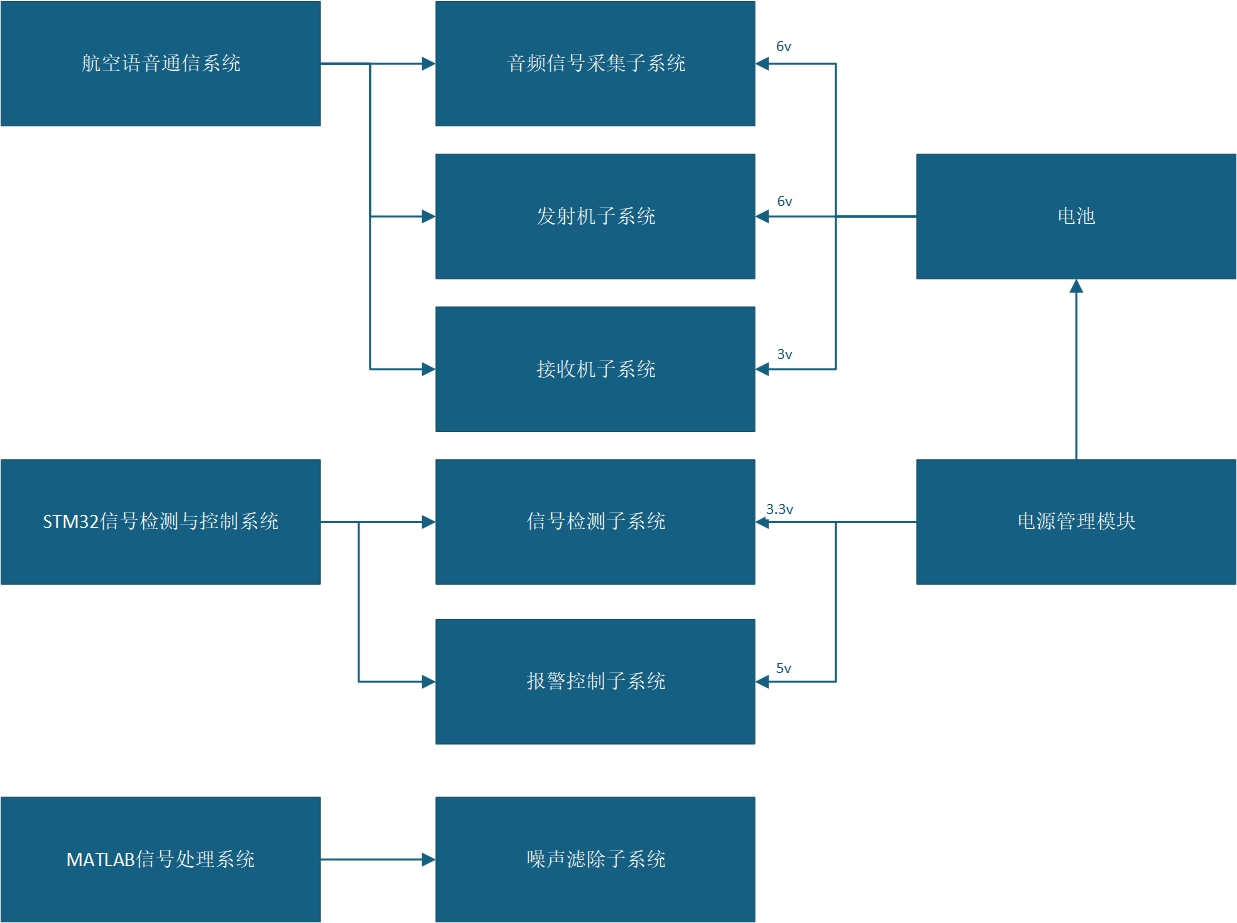 航空语音通信系统
音频信号采集子系统
6v
发射机子系统
6v
电池
接收机子系统
3v
STM32信号检测与控制系统
信号检测子系统
3.3v
电源管理模块
报警控制子系统
5v
MATLAB信号处理系统
噪声滤除子系统